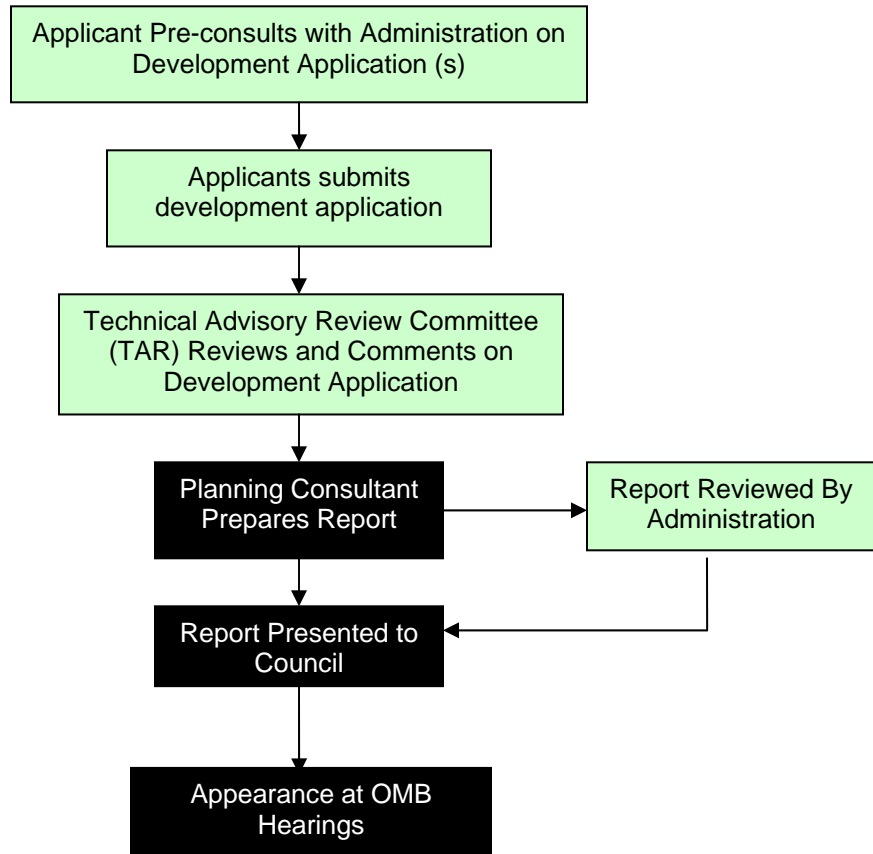 Applicant Pre-consults with Administration on
Development Application (s)
Applicants submits
development application
Technical Advisory Review Committee
(TAR) Reviews and Comments on
Development Application
Planning Consultant
Prepares Report
Report Reviewed By
Administration
Report Presented to
Council
Appearance at OMB
Hearings